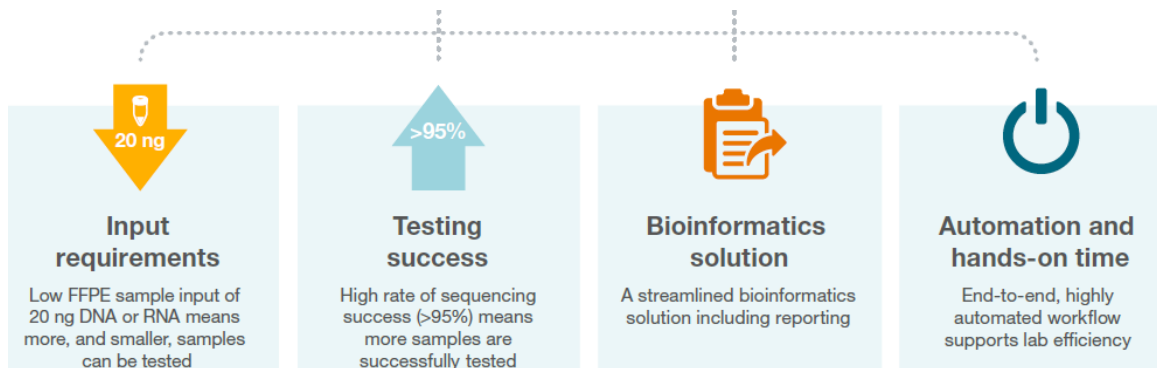 20 ng
Input
requirements
Low FFPE sample input of
20 ng DNA or RNA means
more, and smaller, samples
can be tested
>95%
Testing
success
High rate of sequencing
success (>95%) means
more samples are
successfully tested
Bioinformatics
solution
A streamlined bioinformatics
solution including reporting
Automation and
hands-on time
End-to-end, highly
automated workflow
supports lab efficiency